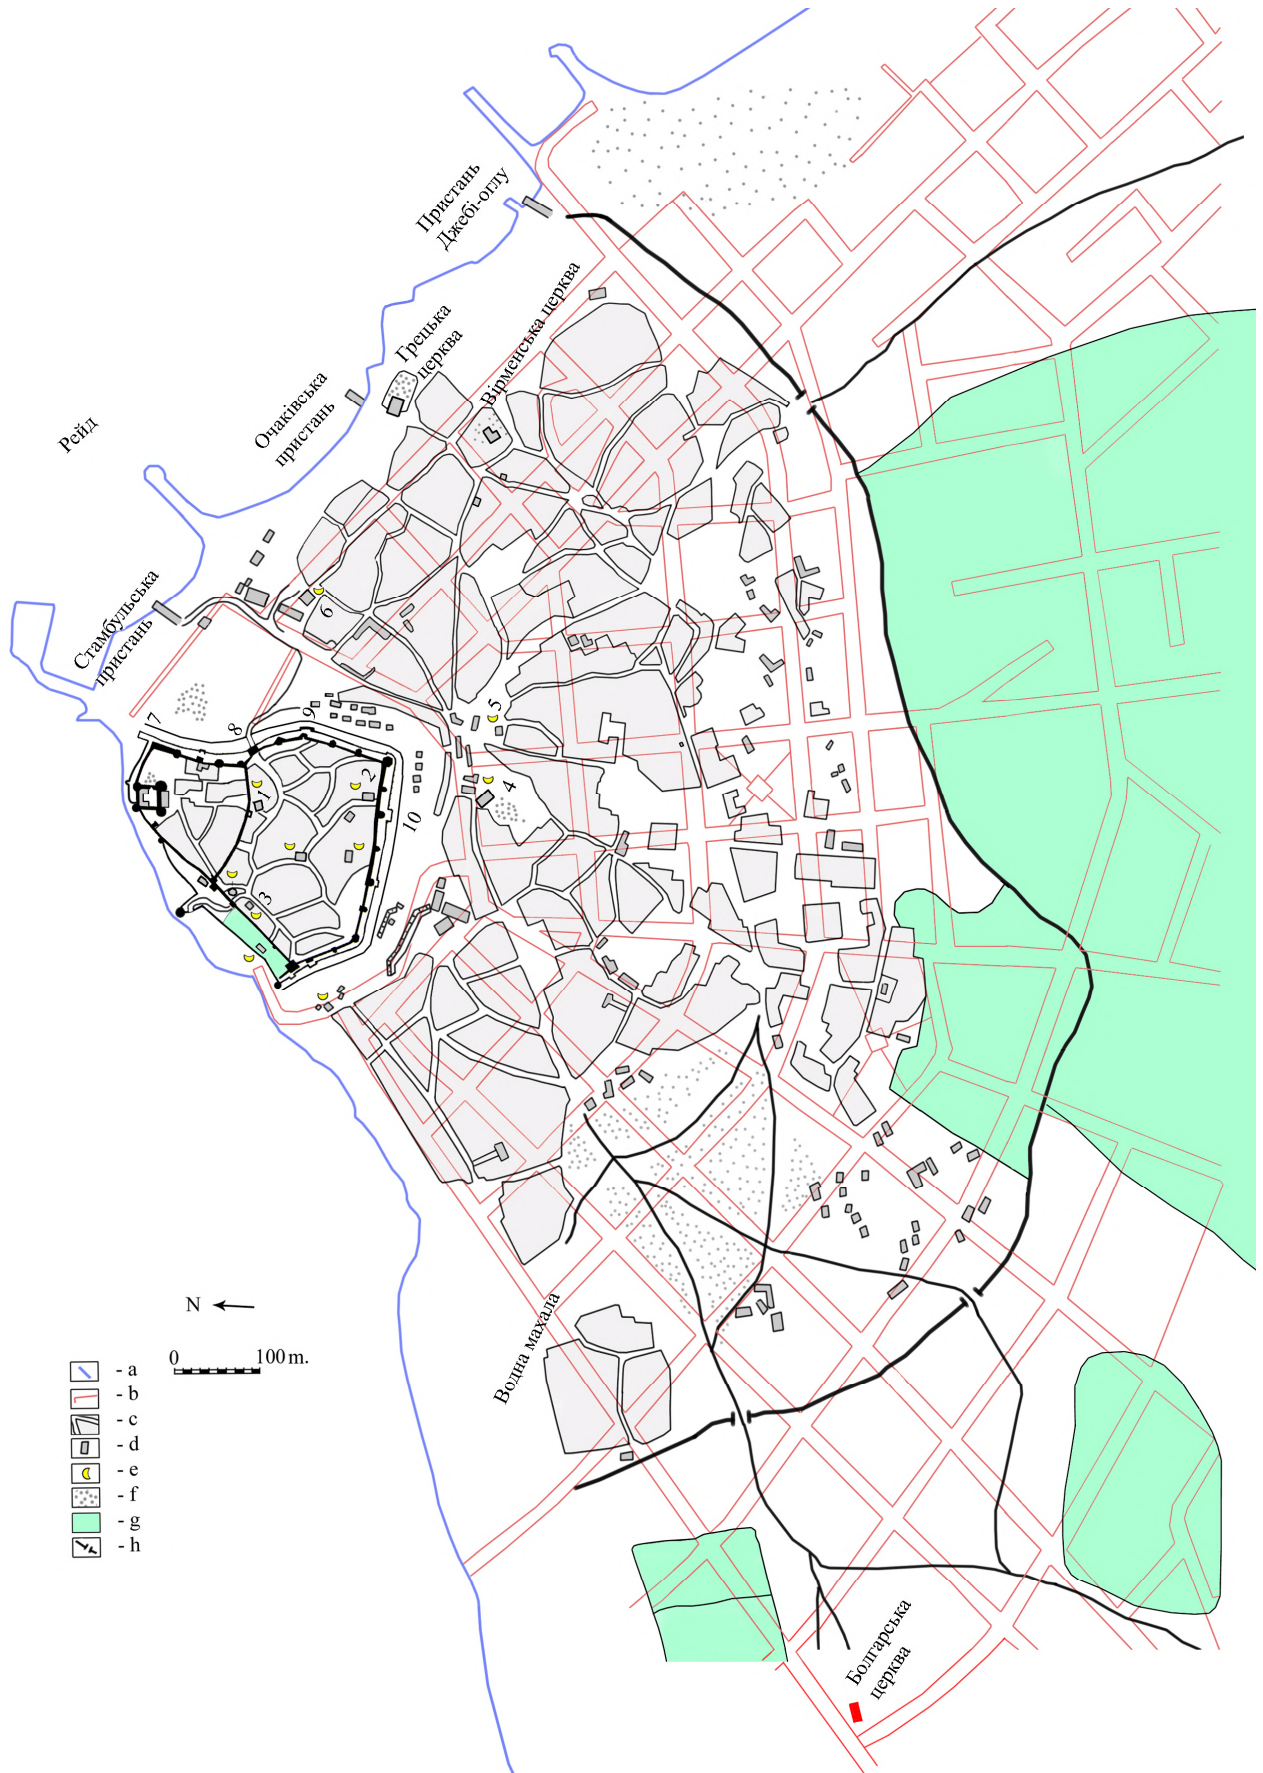 Пристань
Джебі-оглу
Вірменська церква
Грецька
церква
Очаківська
пристань
Рейд
Стамбульська
пристань
6
7
8
9
5
2
1
4
10
3
N
0 100 m.
Водна махала
- a
- b
- c
- d
- e
- f
- g
- h
Болгарська
церква